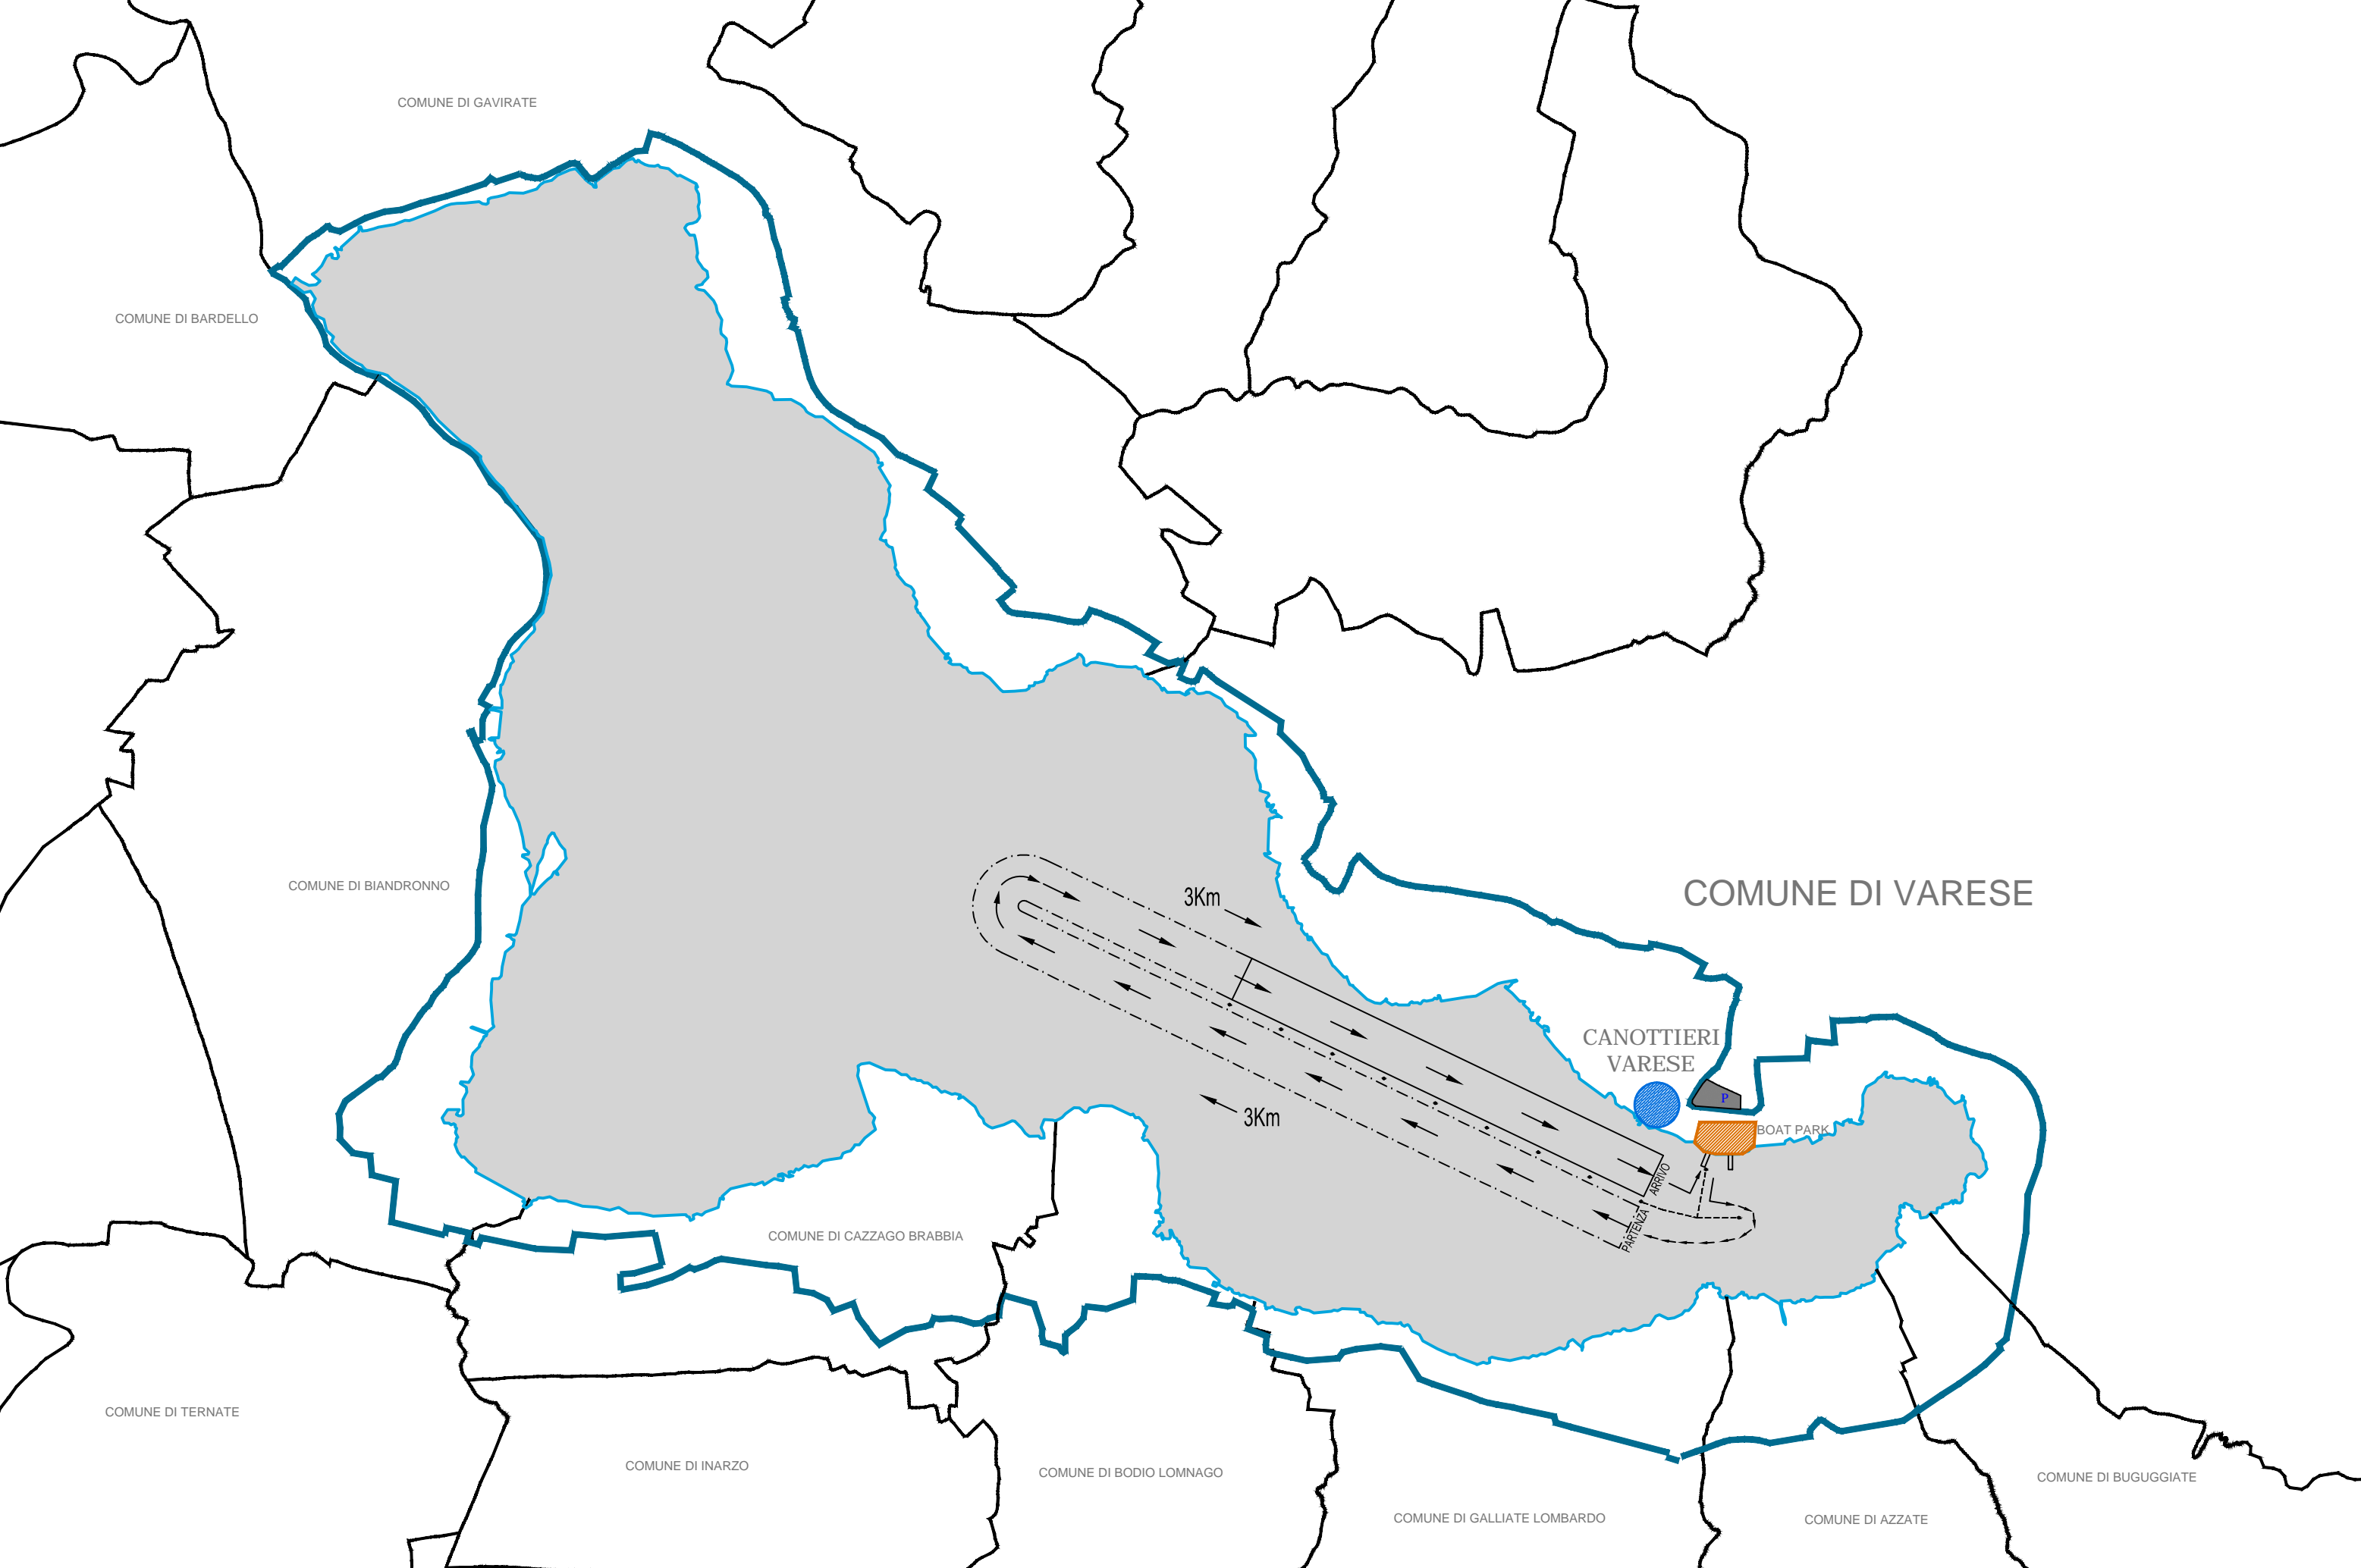 COMUNE DI GAVIRATE
COMUNE DI BARDELLO
COMUNE DI BIANDRONNO
3Km
COMUNE DI VARESE
CANOTTIERI
VARESE
P
3Km
BOAT PARK
ARRIVO
PARTENZA
COMUNE DI CAZZAGO BRABBIA
COMUNE DI TERNATE
COMUNE DI INARZO
COMUNE DI BODIO LOMNAGO
COMUNE DI BUGUGGIATE
COMUNE DI GALLIATE LOMBARDO
COMUNE DI AZZATE